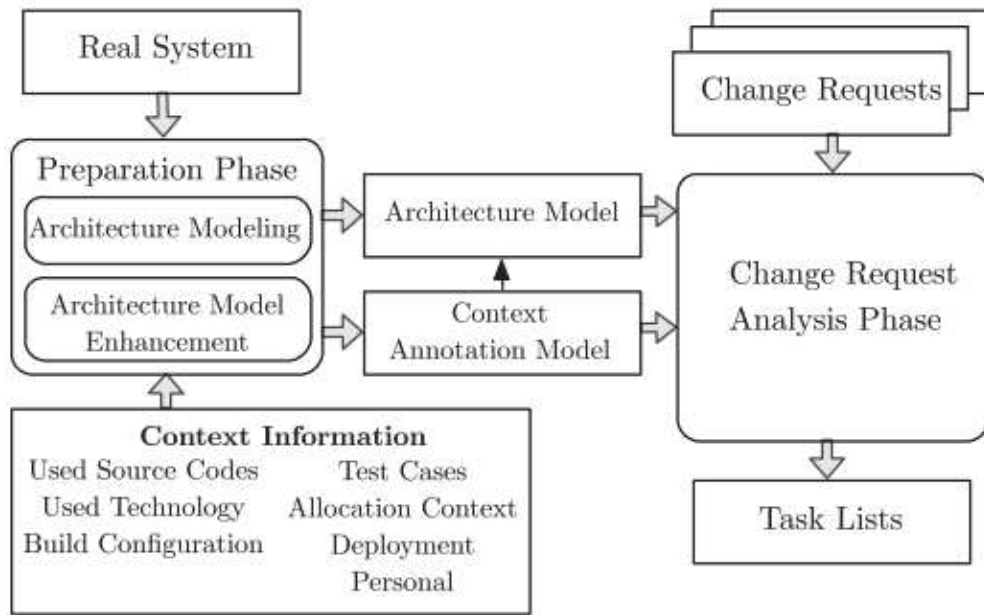 Real System
Change Requests
Preparation Phase
Architecture Modeling
Architecture Model
Enhancement
Architecture Model
Context
Annotation Model
Change Request
Analysis Phase
Context Information
Used Source Codes
Used Technology
Build Configuration
Test Cases
Allocation Context
Deployment
Personal
Task Lists